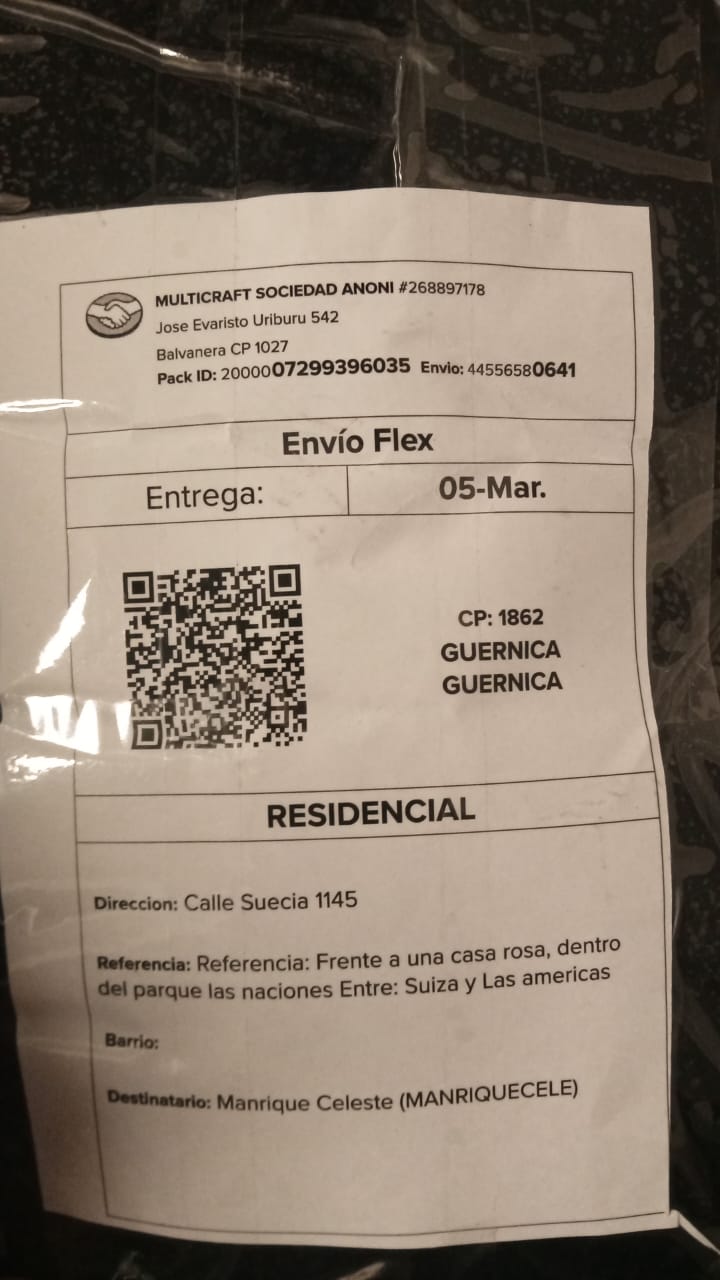 MULTICRAFT SOCIEDAD ANONI #268897178
Jose Evaristo Uriburu 542
Balvanera CP 1027
Pack ID: 2000007299396035 Envio: 44556580641
Envío Flex
Entrega: 05-Mar.
CP: 1862
GUERNICA
GUERNICA
RESIDENCIAL
Direccion: Calle Suecia 1145
Referencia: Referencia: Frente a una casa rosa, dentro
del parque las naciones Entre: Suiza y Las americas
Barrio:
Destinatario: Manrique Celeste (MANRIQUECELE)